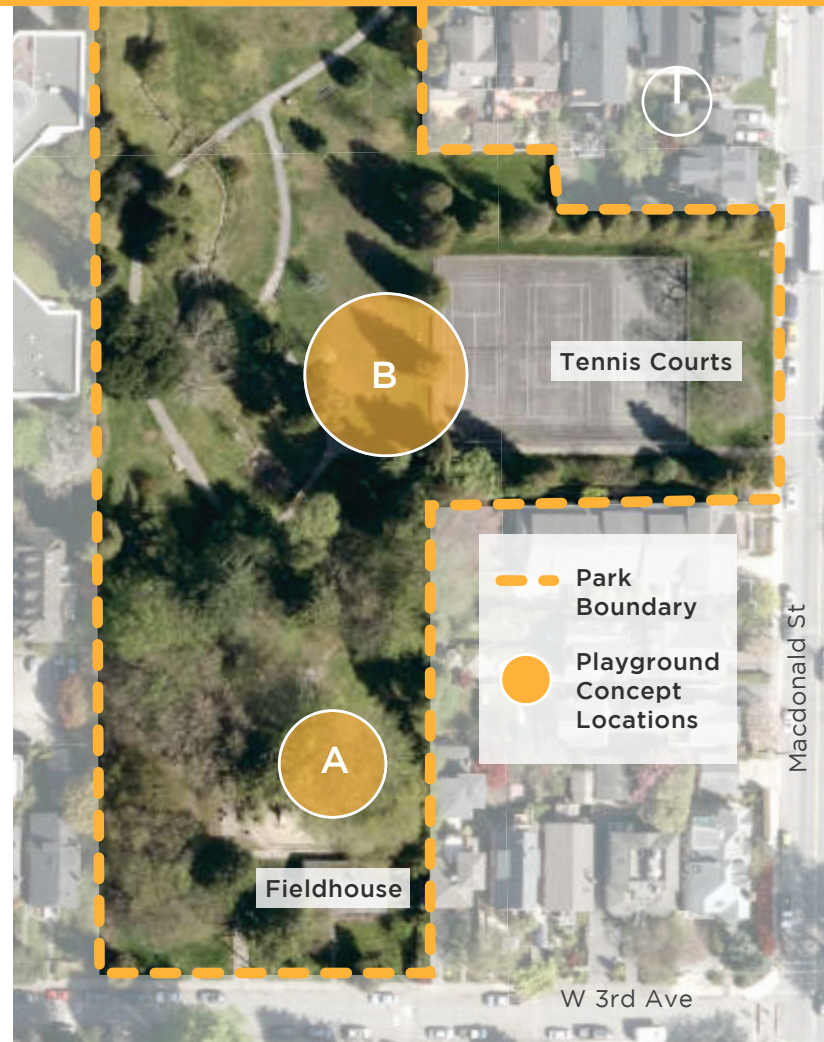 B
Tennis Courts
Park
Boundary
Playground
Concept
Locations
Macdonald St
A
Fieldhouse
W 3rd Ave